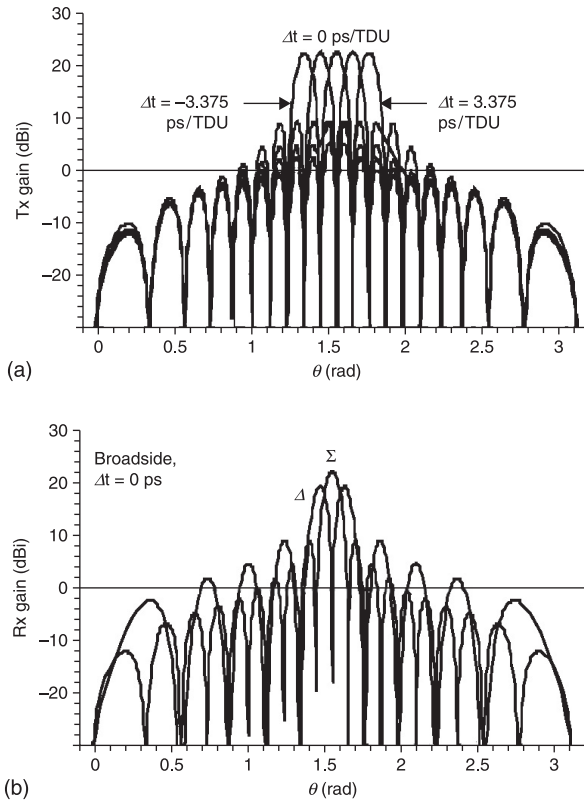 30
Δt = 0 ps/TDU
20
Δt = −3.375
ps/TDU
Δt = 3.375
ps/TDU
10
0
−10
−20
Tx gain (dBi)
0 0.5 1 1.5 2 2.5 3
θ (rad)
(a)
30
Broadside,
Δt = 0 ps
Σ
Δ
20
10
0
−10
−20
Rx gain (dBi)
0 0.5 1 1.5 2 2.5 3
θ (rad)
(b)